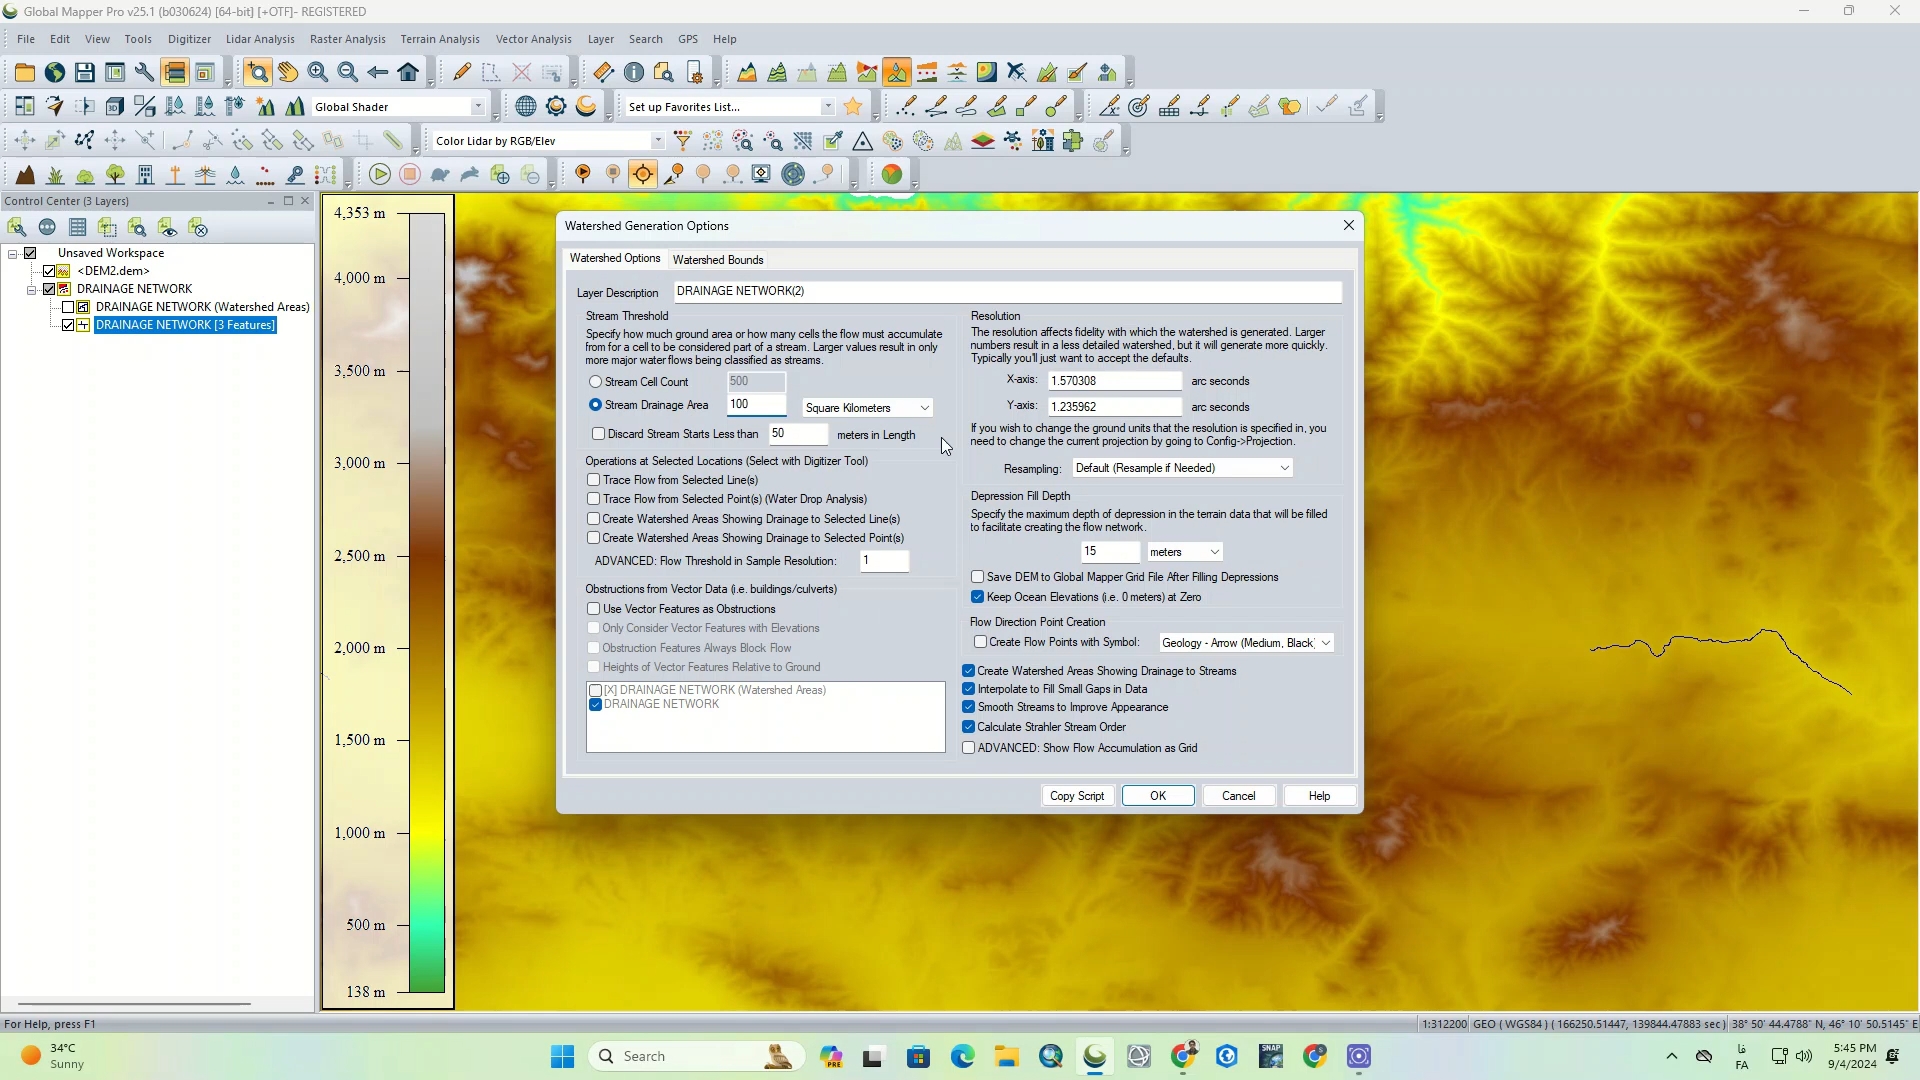 Global Mapper Pro v25.1 (b030624) [64-bit] [+OTF]- REGISTERED
File Edit View Tools Digitizer Lidar Analysis Raster Analysis Terrain Analysis Vector Analysis Layer Search GPS Help
Global Shader
Set up Favorites List...
Color Lidar by RGB/Elev
Control Center (3 Layers)
Unsaved Workspace
<DEM2.dem>
DRAINAGE NETWORK
DRAINAGE NETWORK (Watershed Areas)
DRAINAGE NETWORK [3 Features]
4,353 m
4,000 m
3,500 m
3,000 m
2,500 m
2,000 m
1,500 m
1,000 m
500 m
138 m
Watershed Generation Options
Watershed Options Watershed Bounds
Layer Description DRAINAGE NETWORK(2)
Stream Threshold
Specify how much ground area or how many cells the flow must accumulate
from for a cell to be considered part of a stream. Larger values result in only
more major water flows being classified as streams.
Stream Cell Count 500
Stream Drainage Area 100 Square Kilometers
Discard Stream Starts Less than 50 meters in Length
Operations at Selected Locations (Select with Digitizer Tool)
Trace Flow from Selected Line(s)
Trace Flow from Selected Point(s) (Water Drop Analysis)
Create Watershed Areas Showing Drainage to Selected Line(s)
Create Watershed Areas Showing Drainage to Selected Point(s)
ADVANCED: Flow Threshold in Sample Resolution: 1
Obstructions from Vector Data (i.e. buildings/culverts)
Use Vector Features as Obstructions
Only Consider Vector Features with Elevations
Obstruction Features Always Block Flow
Heights of Vector Features Relative to Ground
[X] DRAINAGE NETWORK (Watershed Areas)
DRAINAGE NETWORK
Resolution
The resolution affects fidelity with which the watershed is generated. Larger
numbers result in a less detailed watershed, but it will generate more quickly.
Typically you'll just want to accept the defaults.
X-axis: 1.570308 arc seconds
Y-axis: 1.235962 arc seconds
If you wish to change the ground units that the resolution is specified in, you
need to change the current projection by going to Config->Projection.
Resampling: Default (Resample if Needed)
Depression Fill Depth
Specify the maximum depth of depression in the terrain data that will be filled
to facilitate creating the flow network.
15 meters
Save DEM to Global Mapper Grid File After Filling Depressions
Keep Ocean Elevations (i.e. 0 meters) at Zero
Flow Direction Point Creation
Create Flow Points with Symbol: Geology - Arrow (Medium, Black)
Create Watershed Areas Showing Drainage to Streams
Interpolate to Fill Small Gaps in Data
Smooth Streams to Improve Appearance
Calculate Strahler Stream Order
ADVANCED: Show Flow Accumulation as Grid
Copy Script OK Cancel Help
For Help, press F1
1:312200 GEO ( WGS84 ) ( 166250.51447, 139844.47883 sec ) 38° 50' 44.4788" N, 46° 10' 50.5145" E
34°C
Sunny
Search
PRE
SNAP
فا
FA
5:45 PM
9/4/2024